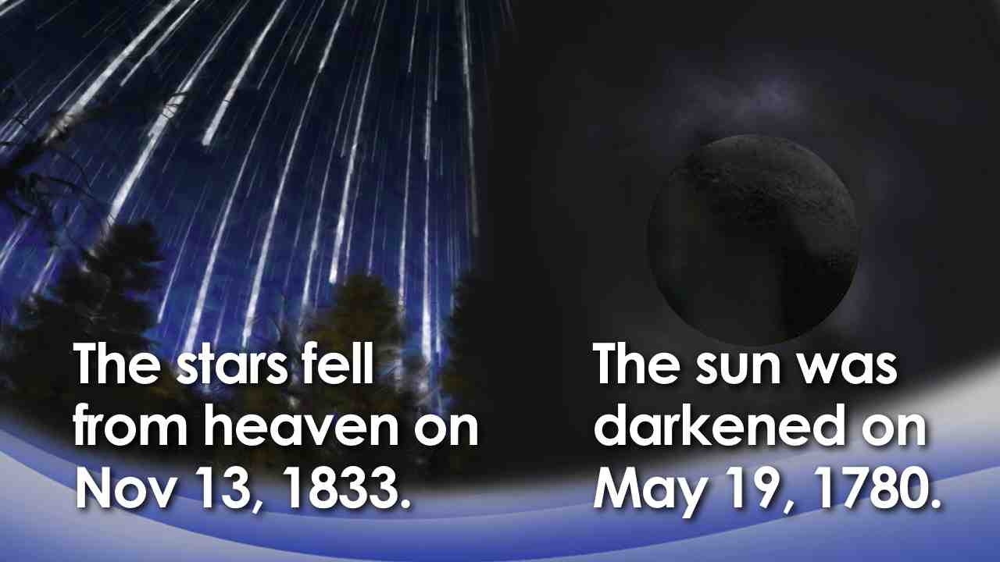 The stars fell
from heaven on
Nov 13, 1833.
The sun was
darkened on
May 19, 1780.